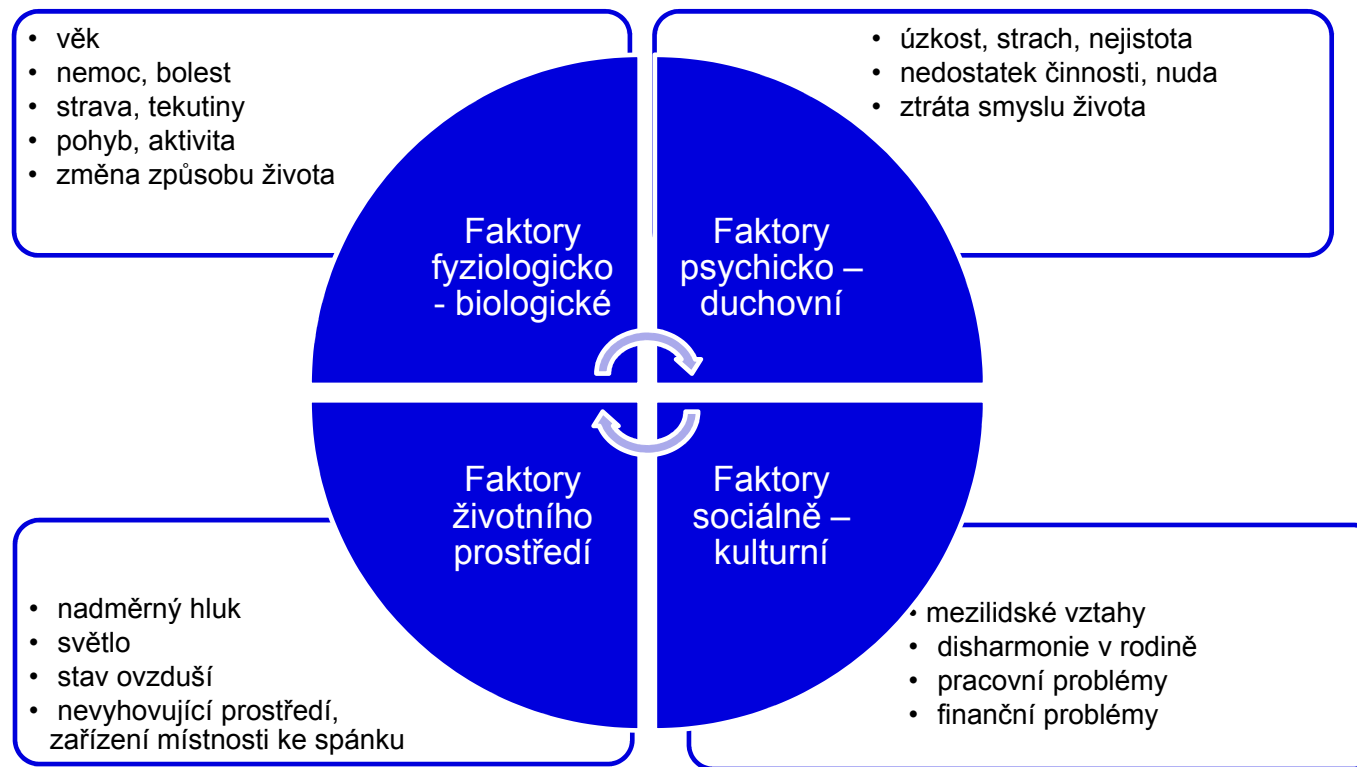 • věk
• nemoc, bolest
• strava, tekutiny
• pohyb, aktivita
• změna způsobu života
• úzkost, strach, nejistota
• nedostatek činnosti, nuda
• ztráta smyslu života
Faktory
fyziologicko
- biologické
Faktory
psychicko –
duchovní
Faktory
životního
prostředí
Faktory
sociálně –
kulturní
• nadměrný hluk
• světlo
• stav ovzduší
• nevyhovující prostředí,
zařízení místnosti ke spánku
• mezilidské vztahy
• disharmonie v rodině
• pracovní problémy
• finanční problémy